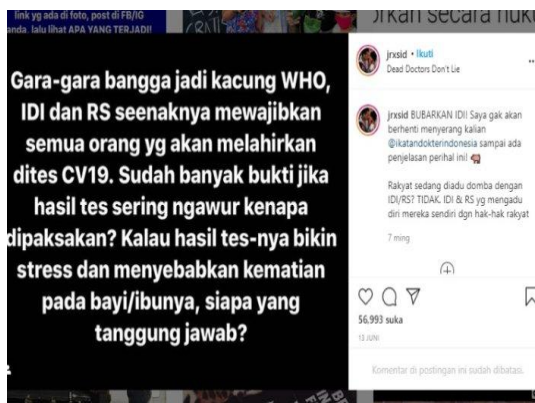 link yg ada di foto, post di FB/IG
anda, lalu lihat APA YANG TERJADI!
secara
Gara-gara bangga jadi kacung WHO,
IDI dan RS seenaknya mewajibkan
semua orang yg akan melahirkan
dites CV19. Sudah banyak bukti jika
hasil tes sering ngawur kenapa
dipaksakan? Kalau hasil tes-nya bikin
stress dan menyebabkan kematian
pada bayi/ibunya, siapa yang
tanggung jawab?
jrxsid • Ikuti
Dead Doctors Don't Lie
jrxsid BUBARKAN IDI! Saya gak akan
berhenti menyerang kalian
@ikatandokterindonesia sampai ada
penjelasan perihal ini!
Rakyat sedang diadu domba dengan
IDI/RS? TIDAK. IDI & RS yg mengadu
diri mereka sendiri dgn hak-hak rakyat
7 ming
56.993 suka
13 JUNI
Komentar di postingan ini sudah dibatasi.